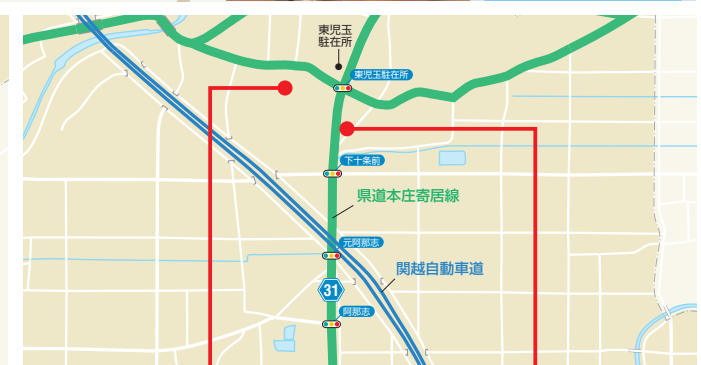 東児玉
駐在所
東児玉駐在所
下十条前
県道本庄寄居線
元阿那志
関越自動車道
31
阿那志